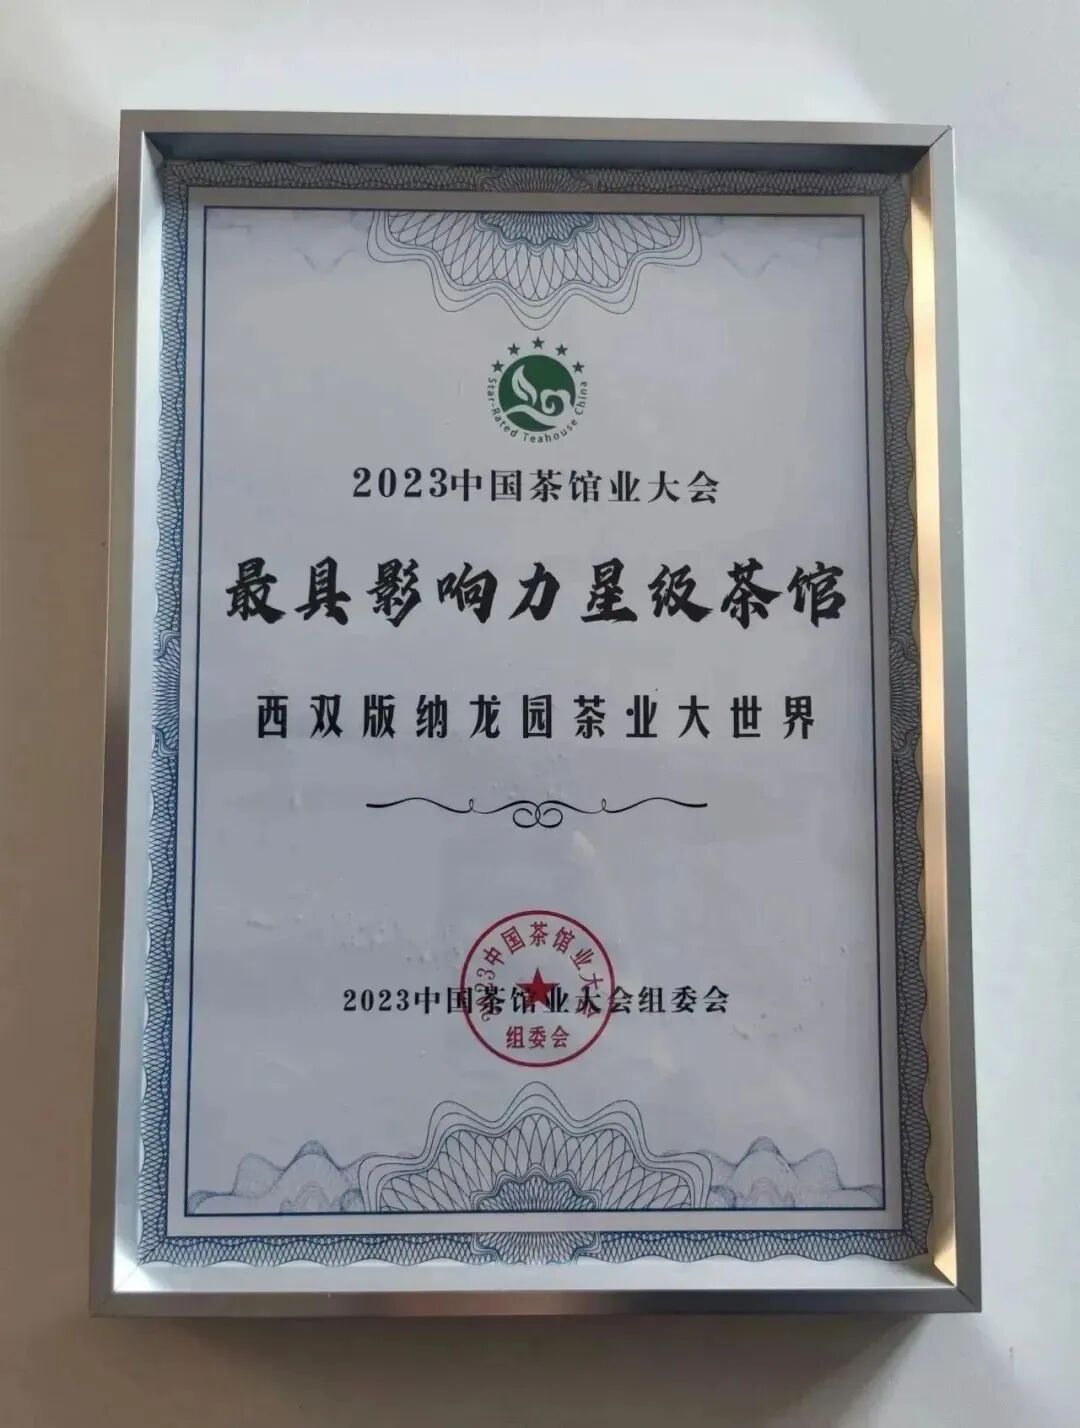 Star-Rated Teahouse China
2023中国茶馆业大会
最具影响力星级茶馆
西双版纳龙园茶业大世界
2023中国茶馆业大会组委会
2023中国茶馆业大会
组委会